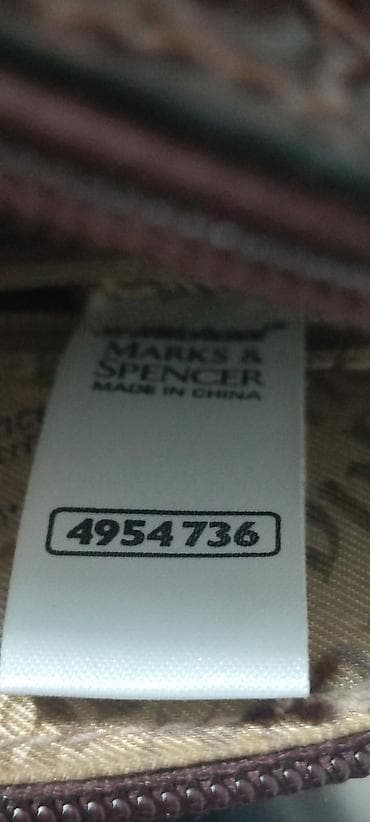 MARKS &
SPENCER
MADE IN CHINA
4954736